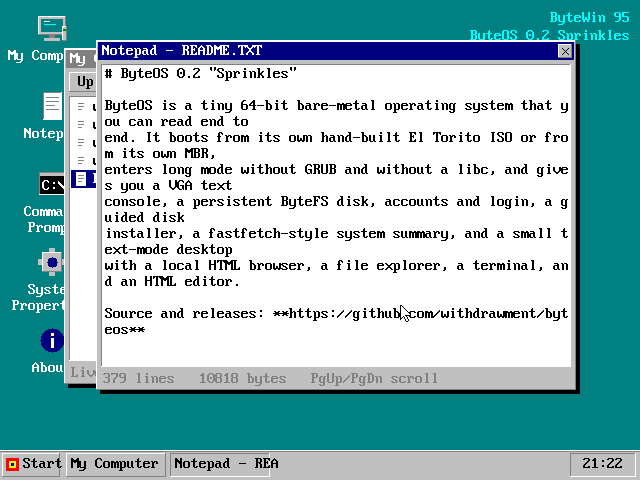 ByteWin 95
ByteOS 0.2 Sprinkles
My Comp
My C
Notepad - README.TXT
Up
# ByteOS 0.2 "Sprinkles"
ByteOS is a tiny 64-bit bare-metal operating system that y
ou can read end to
end. It boots from its own hand-built El Torito ISO or fro
m its own MBR,
enters long mode without GRUB and without a libc, and give
s you a VGA text
console, a persistent ByteFS disk, accounts and login, a g
uided disk
installer, a fastfetch-style system summary, and a small t
ext-mode desktop
with a local HTML browser, a file explorer, a terminal, an
d an HTML editor.
Source and releases: **https://github.com/withdrawment/byt
eos**
379 lines 10818 bytes PgUp/PgDn scroll
Notep
C:\
Comma
Promp
Syste
Propert
Abou
Live
Start
My Computer
Notepad - REA
21:22